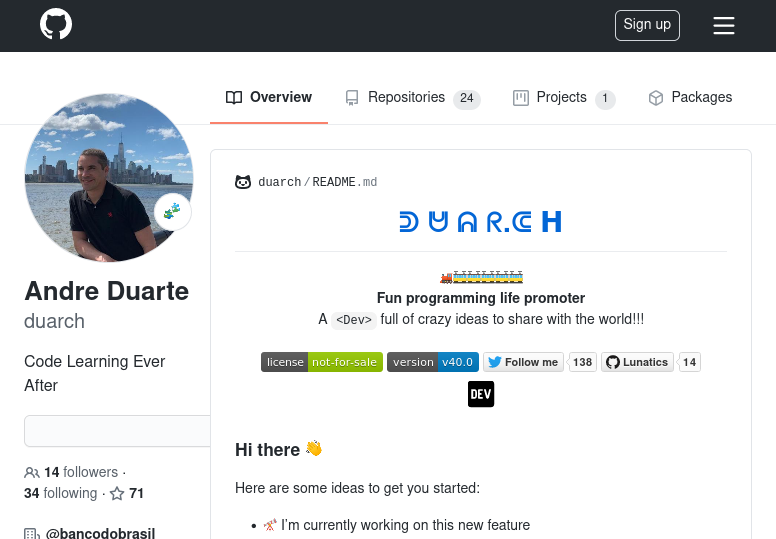 Sign up
Overview
Repositories 24
Projects 1
Packages
Andre Duarte
duarch
Code Learning Ever
After
14 followers ·
34 following · 71
@bancodobrasil
duarch/README.md
ᕲ ᕰ ᕱ ᖇ.ᕮ H
Fun programming life promoter
A <Dev> full of crazy ideas to share with the world!!!
license not-for-sale version v40.0 Follow me 138 Lunatics 14
DEV
Hi there 👋
Here are some ideas to get you started:
• 🔭 I'm currently working on this new feature